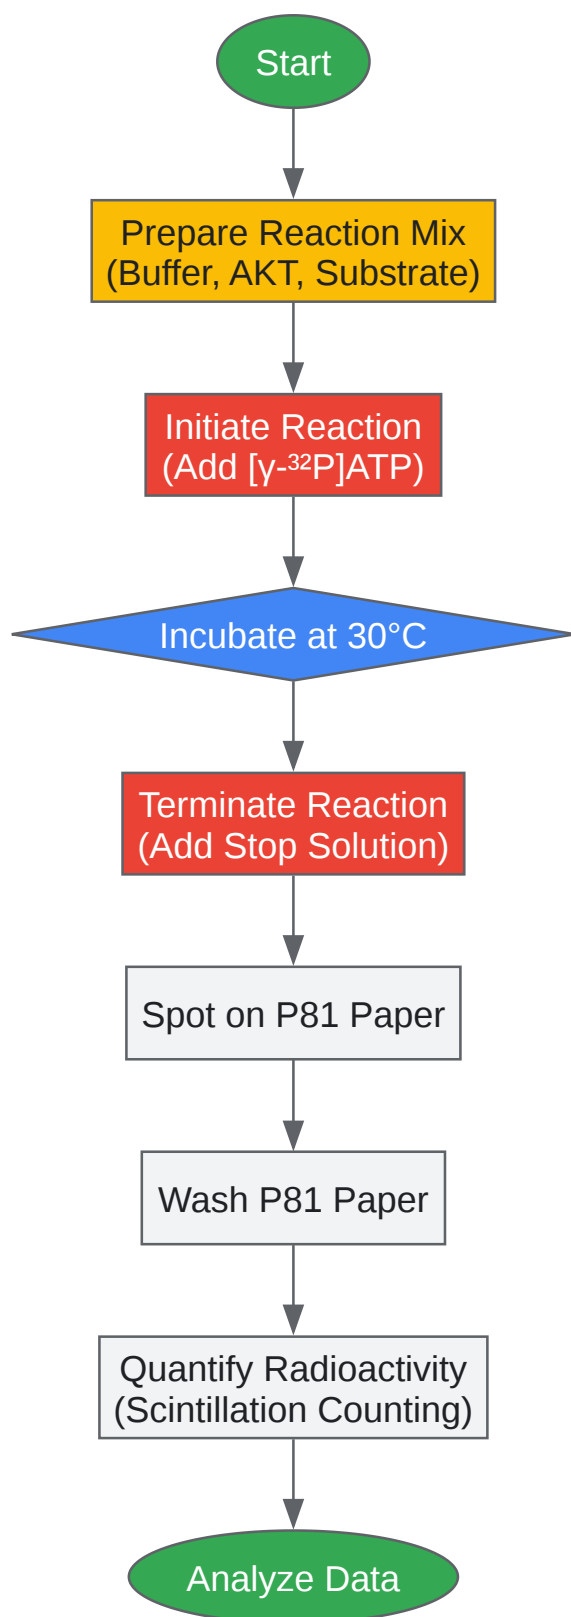 Start
Prepare Reaction Mix
(Buffer, AKT, Substrate)
Initiate Reaction
(Add [γ-³²P]ATP)
Incubate at 30°C
Terminate Reaction
(Add Stop Solution)
Spot on P81 Paper
Wash P81 Paper
Quantify Radioactivity
(Scintillation Counting)
Analyze Data